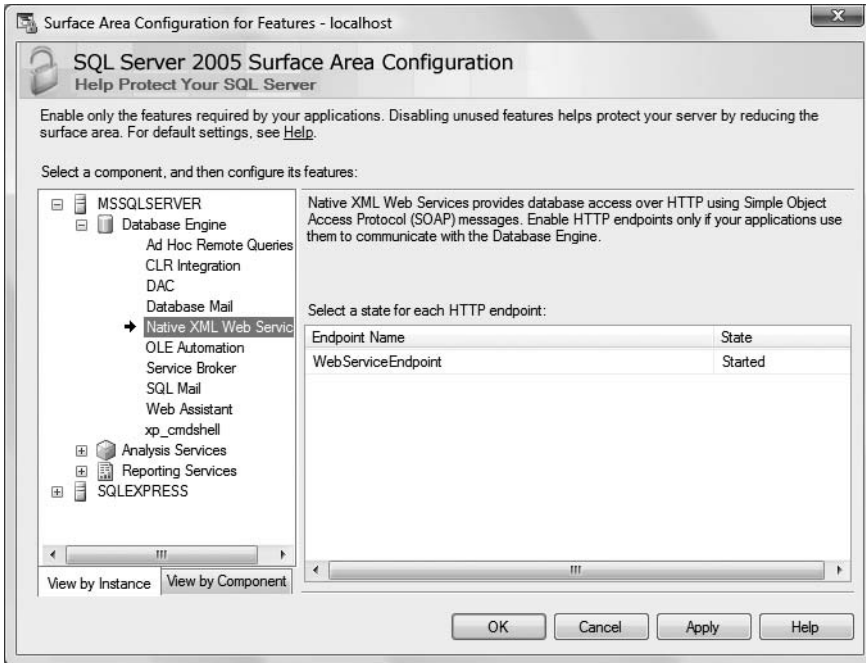 Surface Area Configuration for Features - localhost
SQL Server 2005 Surface Area Configuration
Help Protect Your SQL Server
Enable only the features required by your applications. Disabling unused features helps protect your server by reducing the
surface area. For default settings, see Help.
Select a component, and then configure its features:
MSSQLSERVER
Database Engine
Ad Hoc Remote Queries
CLR Integration
DAC
Database Mail
Native XML Web Servic
OLE Automation
Service Broker
SQL Mail
Web Assistant
xp_cmdshell
Analysis Services
Reporting Services
SQLEXPRESS
View by Instance
View by Component
Native XML Web Services provides database access over HTTP using Simple Object
Access Protocol (SOAP) messages. Enable HTTP endpoints only if your applications use
them to communicate with the Database Engine.
Select a state for each HTTP endpoint:
Endpoint Name State
WebServiceEndpoint Started
OK Cancel Apply Help